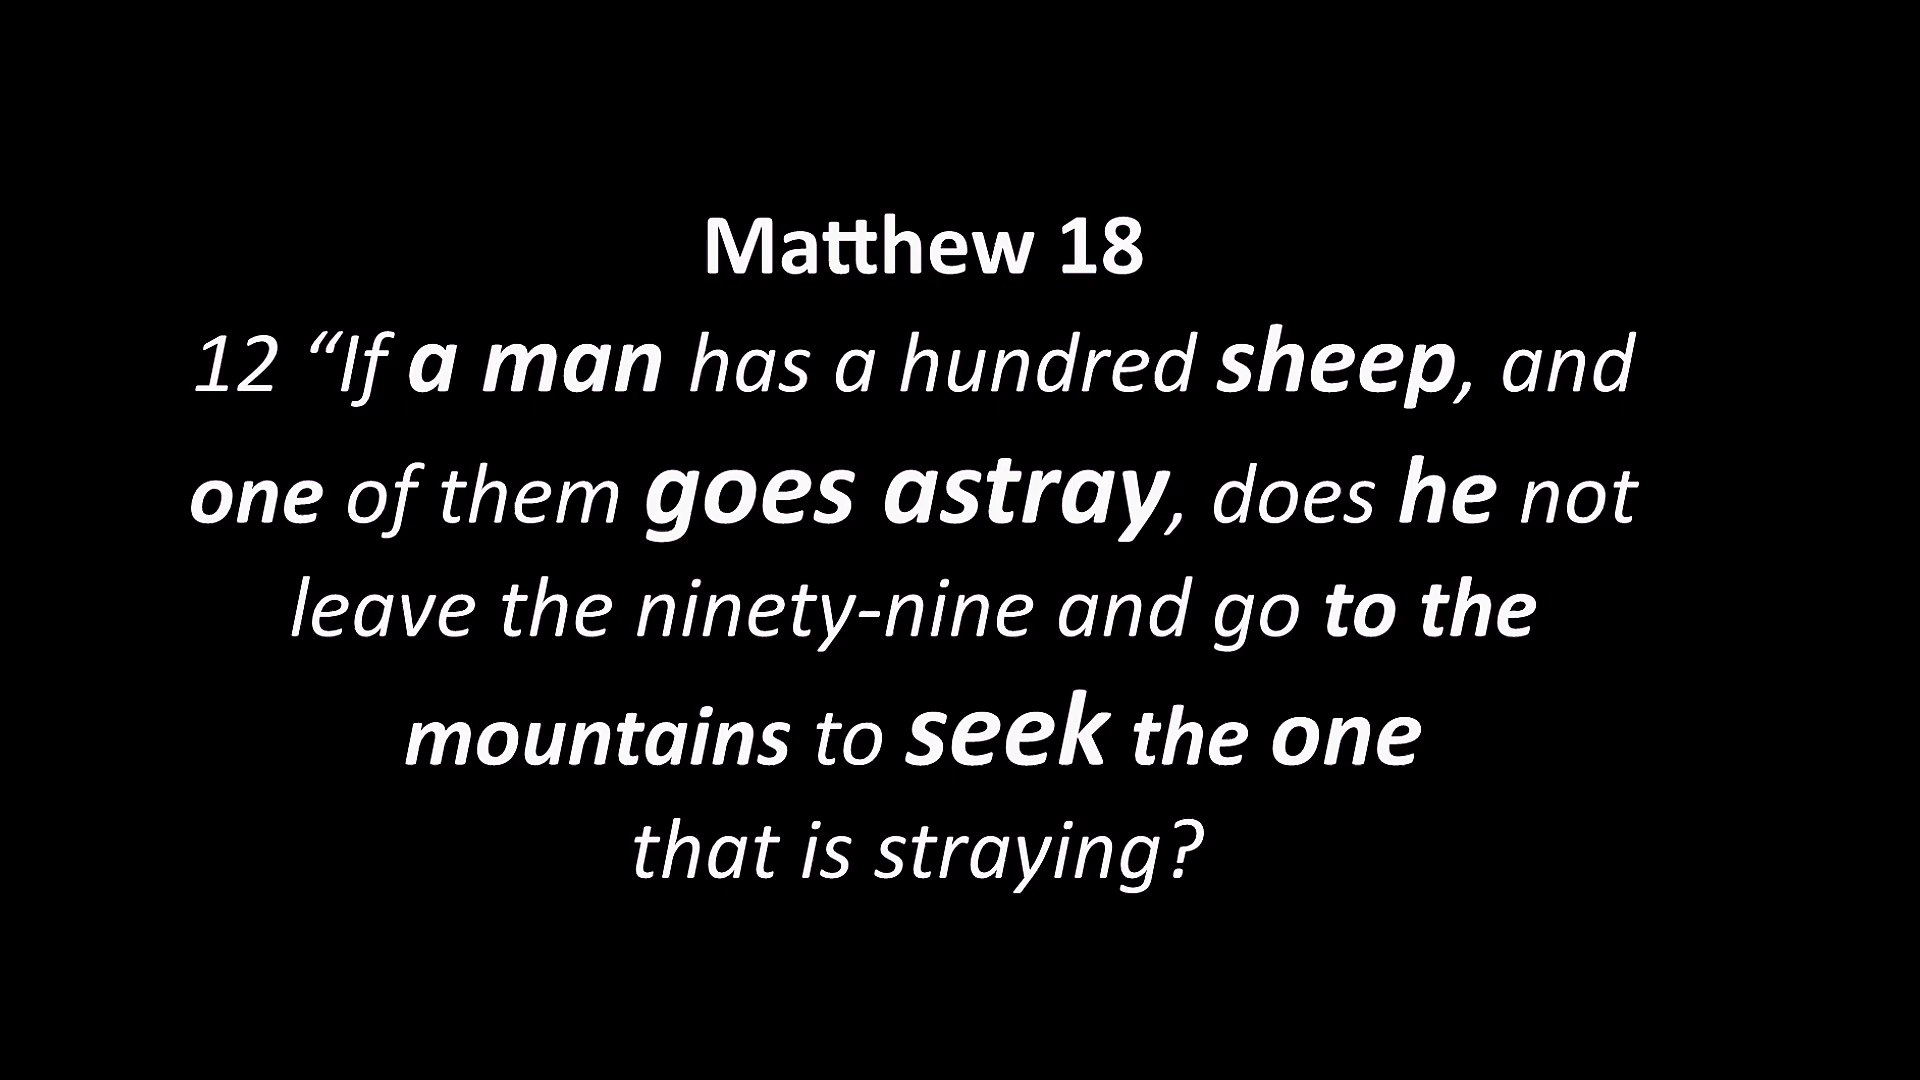 Matthew 18
12 “If a man has a hundred sheep, and
one of them goes astray, does he not
leave the ninety-nine and go to the
mountains to seek the one
that is straying?